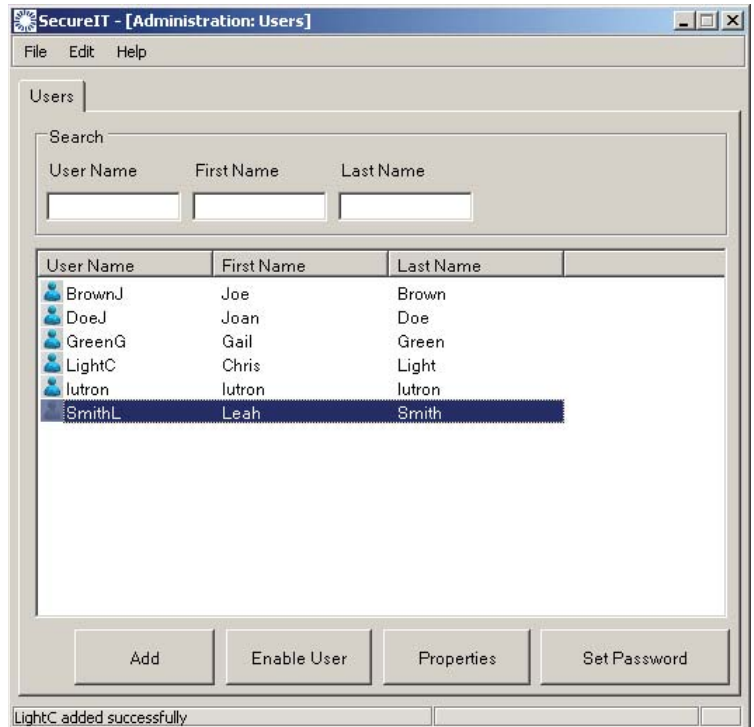 SecureIT - [Administration: Users]
File Edit Help
Users
Search
User Name First Name Last Name
User Name First Name Last Name
BrownJ Joe Brown
DoeJ Joan Doe
GreenG Gail Green
LightC Chris Light
lutron lutron lutron
SmithL Leah Smith
Add Enable User Properties Set Password
LightC added successfully